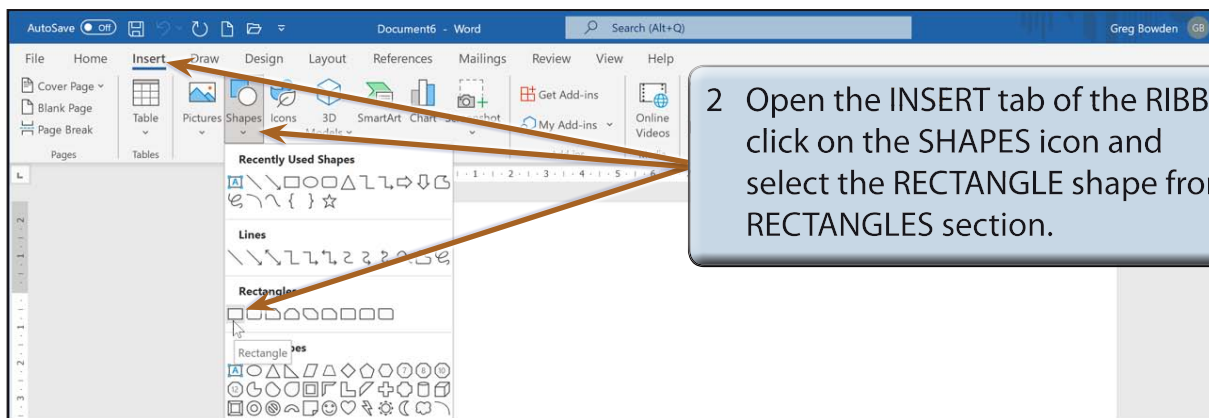 AutoSave Off Document6 - Word Search (Alt+Q) Greg Bowden GB
File Home Insert Draw Design Layout References Mailings Review View Help
Cover Page
Blank Page
Page Break
Table
Pictures Shapes Icons 3D SmartArt Chart
Get Add-ins
My Add-ins
Online
Videos
Pages Tables
Recently Used Shapes
Lines
Rectangles
Rectangle
2 Open the INSERT tab of the RIBB
click on the SHAPES icon and
select the RECTANGLE shape from
RECTANGLES section.